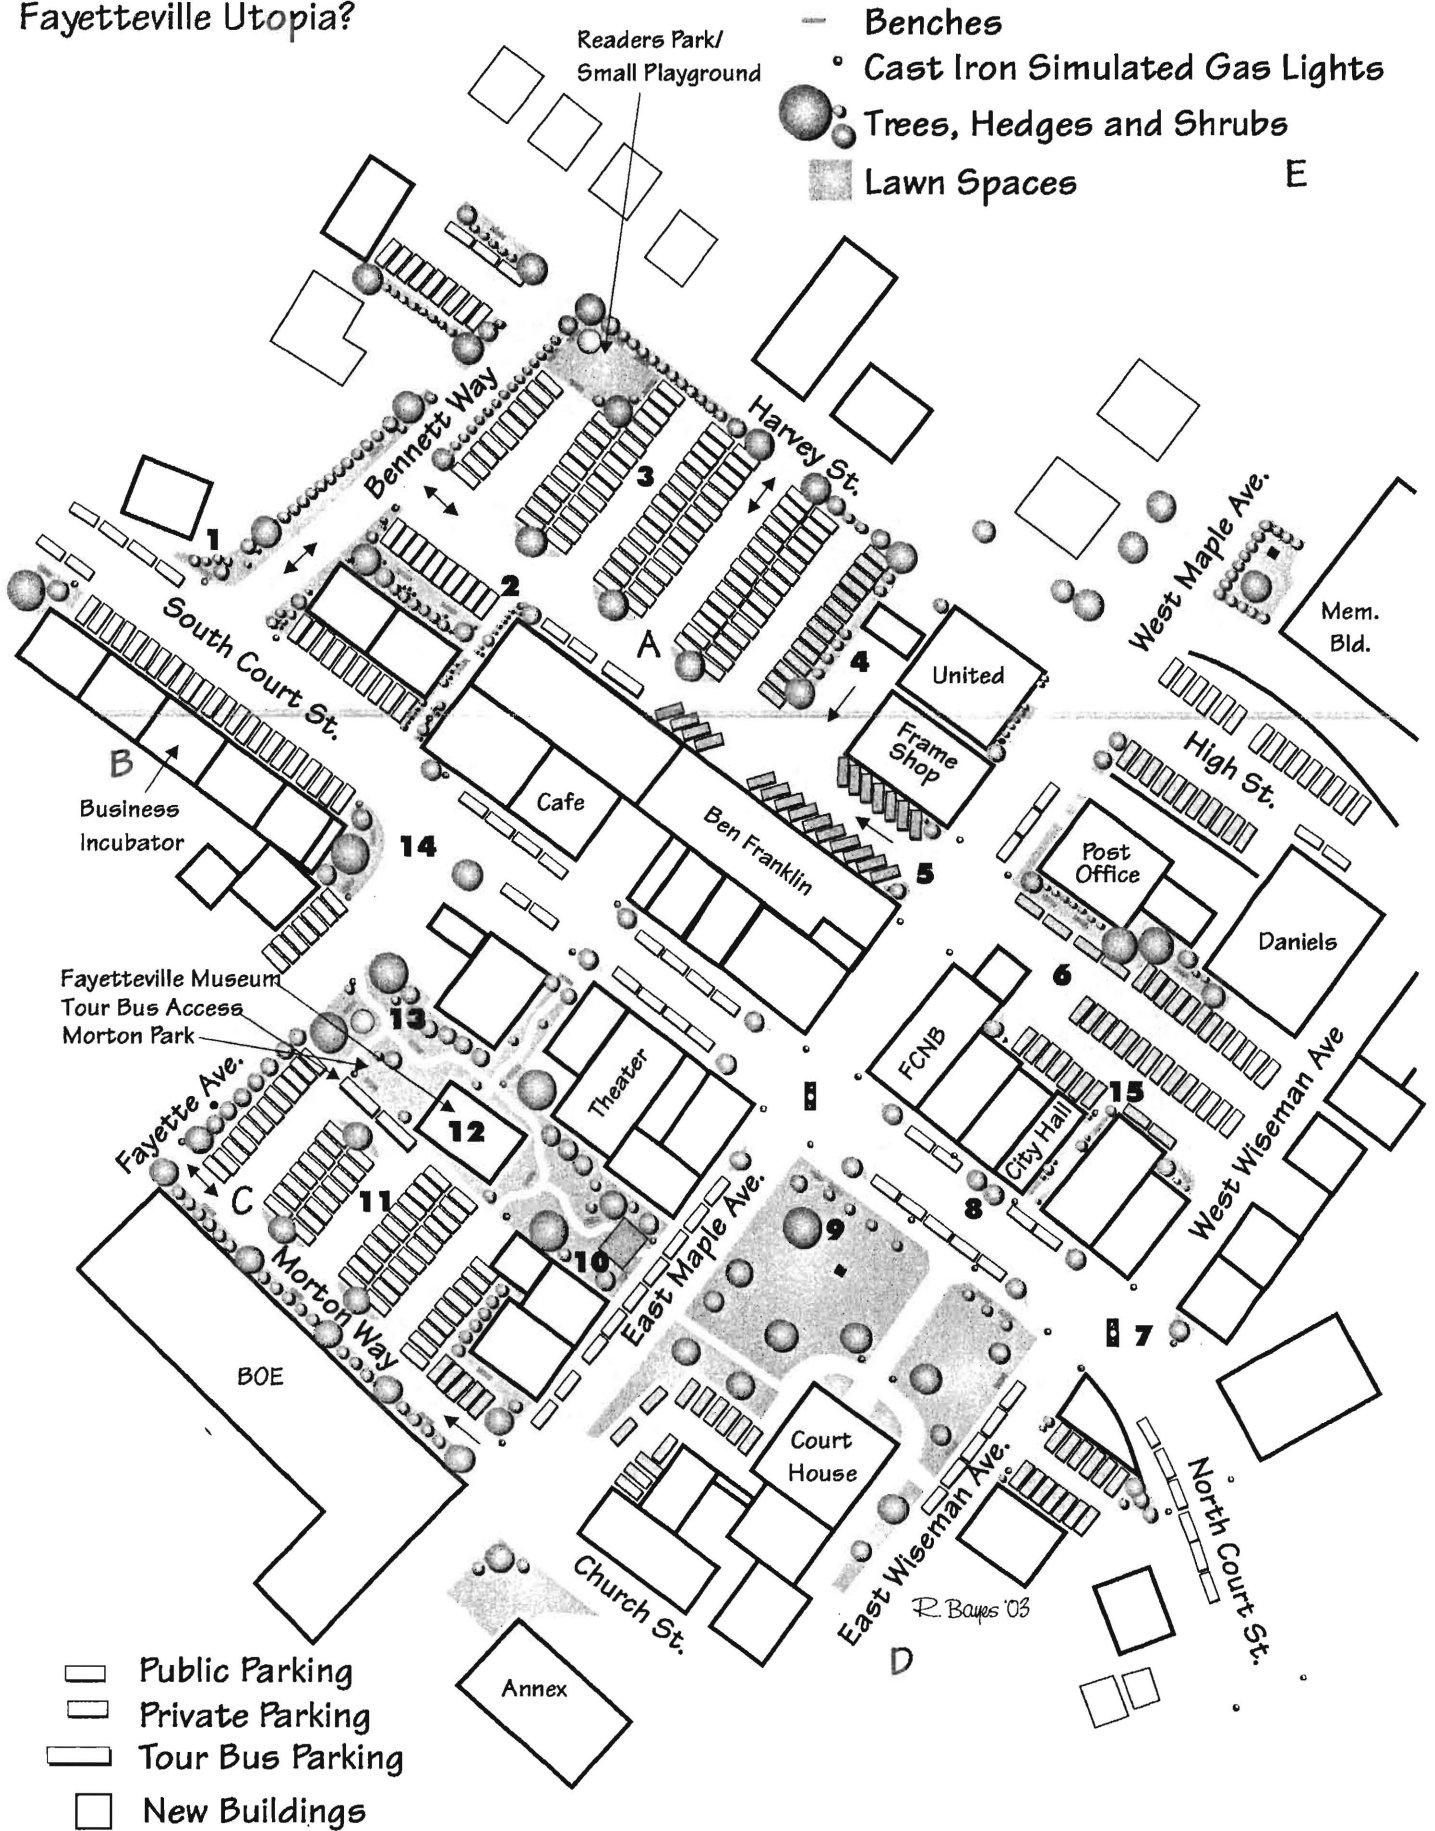 Fayetteville Utopia?
Readers Park/
Small Playground
Benches
Cast Iron Simulated Gas Lights
Trees, Hedges and Shrubs
Lawn Spaces
E
Bennett Way
Harvey St.
3
1
2
A
4
South Court St.
West Maple Ave.
Mem.
Bld.
United
Frame
Shop
High St.
B
Business
Incubator
14
Cafe
Ben Franklin
5
Post
Office
Daniels
6
Fayetteville Museum
Tour Bus Access
Morton Park
13
Theater
FCNB
15
City Hall
West Wiseman Ave
Fayette Ave.
12
C
11
8
9
10
East Maple Ave.
Morton Way
7
BOE
Court
House
East Wiseman Ave.
North Court St.
Church St.
R. Bayes '03
D
Annex
Public Parking
Private Parking
Tour Bus Parking
New Buildings